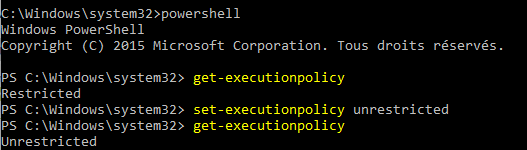 C:\Windows\system32>powershell
Windows PowerShell
Copyright (C) 2015 Microsoft Corporation. Tous droits réservés.
PS C:\Windows\system32> get-executionpolicy
Restricted
PS C:\Windows\system32> set-executionpolicy unrestricted
PS C:\Windows\system32> get-executionpolicy
Unrestricted